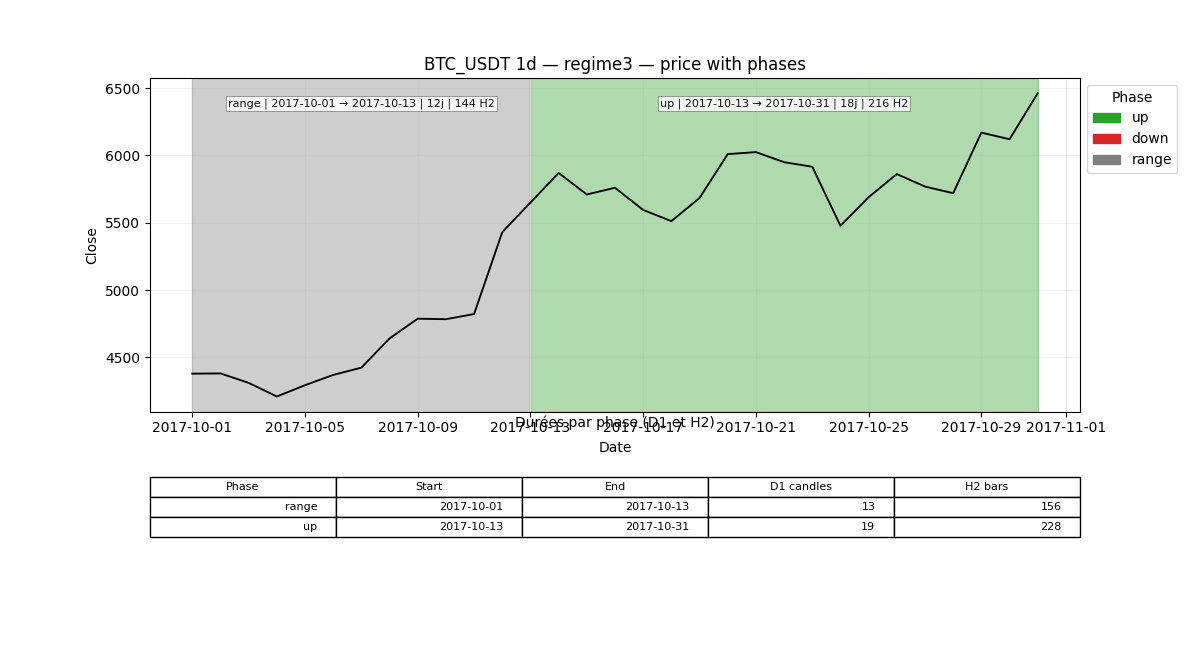 BTC_USDT 1d — regime3 — price with phases
range | 2017-10-01 → 2017-10-13 | 12j | 144 H2
up | 2017-10-13 → 2017-10-31 | 18j | 216 H2
Phase
up
down
range
Close
6500
6000
5500
5000
4500
Durées par phase (D1 et H2)
2017-10-01 2017-10-05 2017-10-09 2017-10-13 2017-10-17 2017-10-21 2017-10-25 2017-10-29 2017-11-01
Date
Phase Start End D1 candles H2 bars
range 2017-10-01 2017-10-13 13 156
up 2017-10-13 2017-10-31 19 228